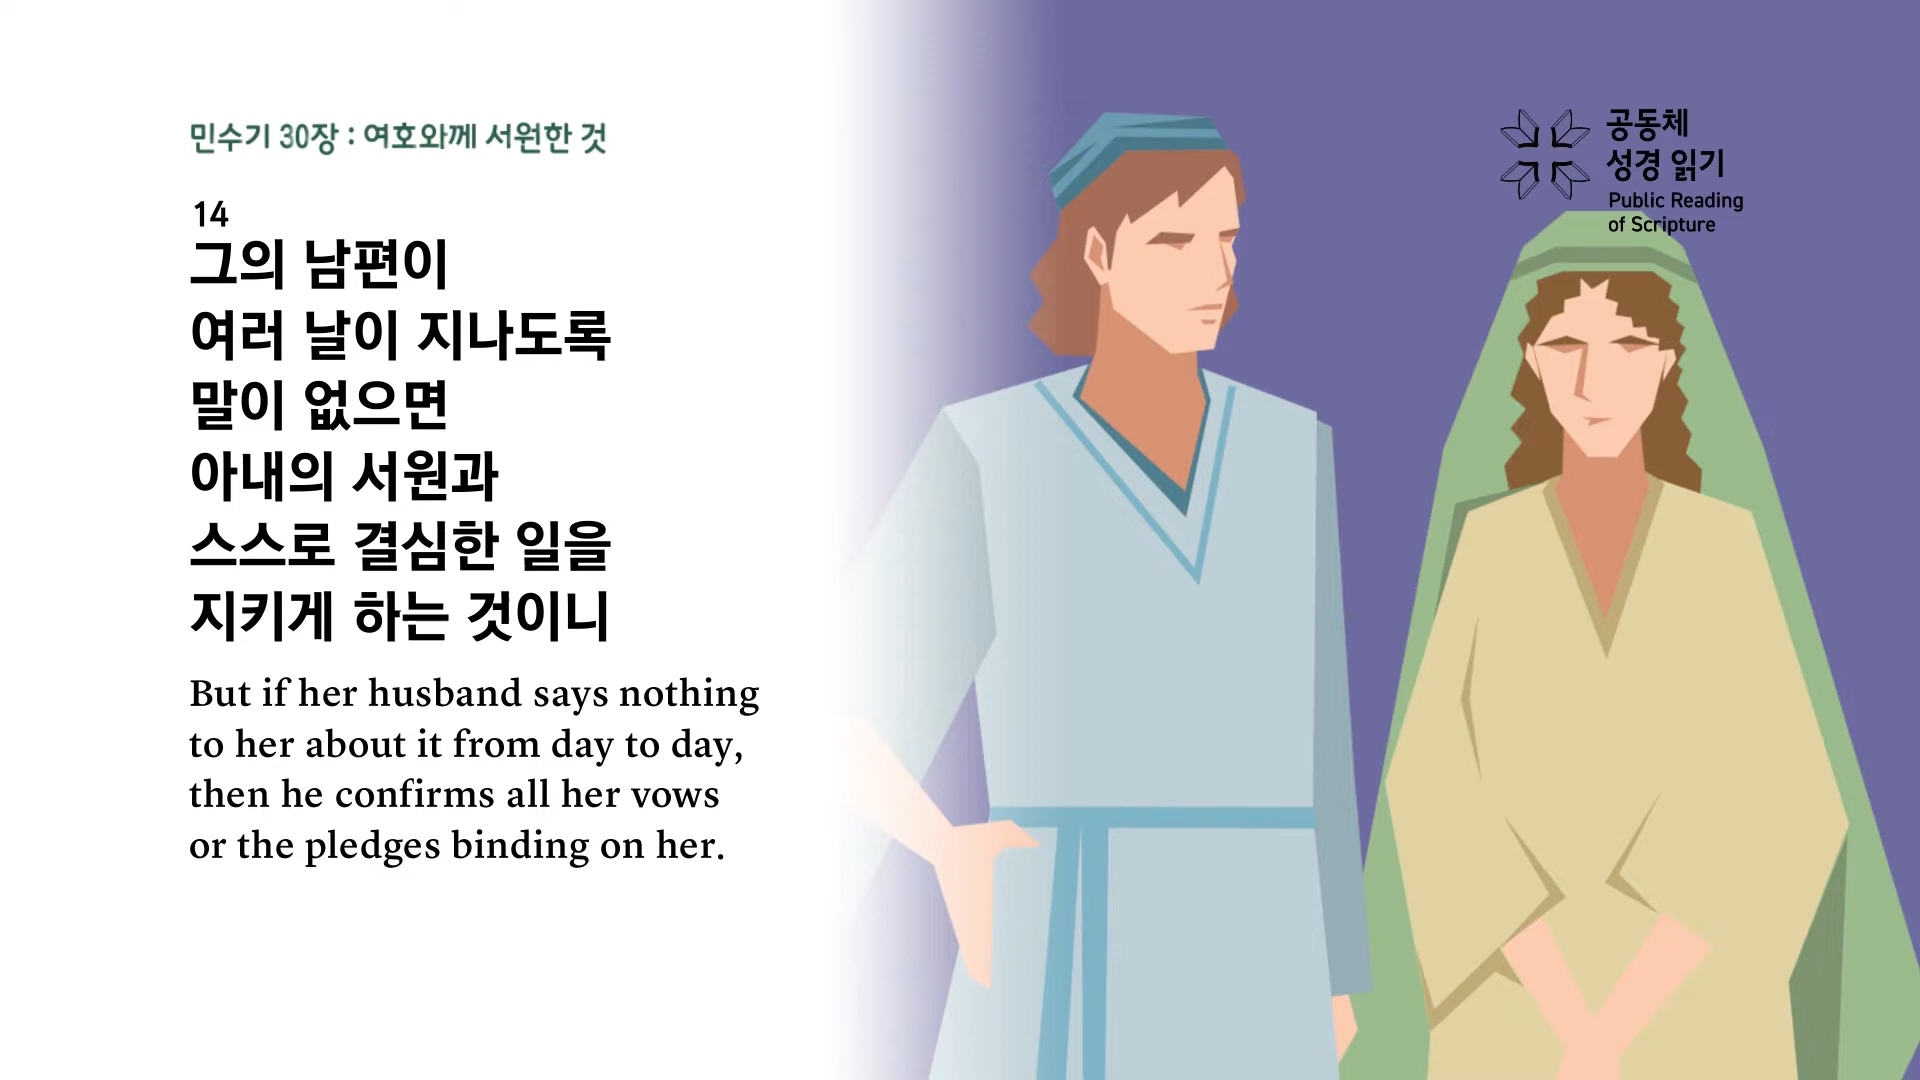 민수기 30장 : 여호와께 서원한 것
14
그의 남편이
여러 날이 지나도록
말이 없으면
아내의 서원과
스스로 결심한 일을
지키게 하는 것이니
But if her husband says nothing
to her about it from day to day,
then he confirms all her vows
or the pledges binding on her.
공동체
성경 읽기
Public Reading
of Scripture